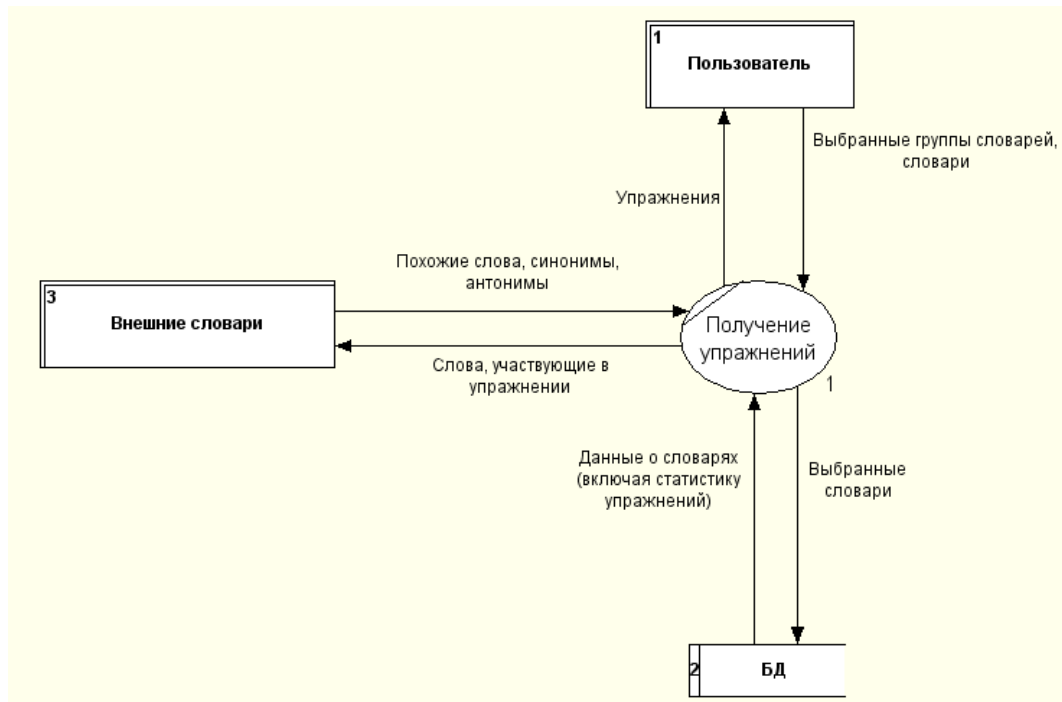 1
Пользователь
Выбранные группы словарей,
словари
Упражнения
Похожие слова, синонимы,
антонимы
3
Внешние словари
Получение
упражнений
1
Слова, участвующие в
упражнении
Данные о словарях
(включая статистику
упражнений)
Выбранные
словари
2
БД